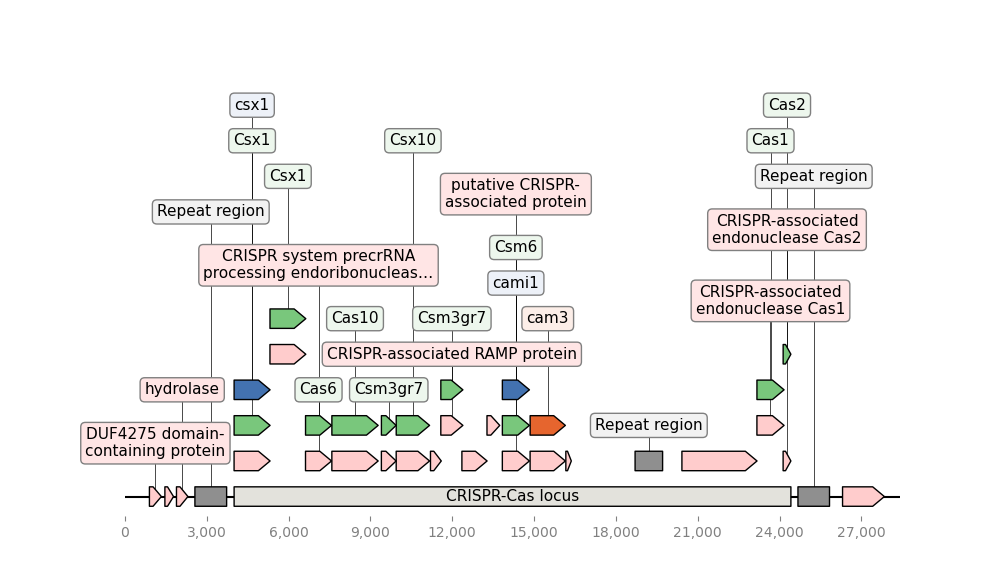 csx1
Cas2
Csx1
Csx10
Cas1
Csx1
Repeat region
putative CRISPR-
associated protein
Repeat region
CRISPR-associated
endonuclease Cas2
Csm6
CRISPR system precrRNA
processing endoribonucleas…
cami1
CRISPR-associated
endonuclease Cas1
Cas10
Csm3gr7
cam3
CRISPR-associated RAMP protein
hydrolase
Cas6
Csm3gr7
DUF4275 domain-
containing protein
Repeat region
CRISPR-Cas locus
0
3,000
6,000
9,000
12,000
15,000
18,000
21,000
24,000
27,000